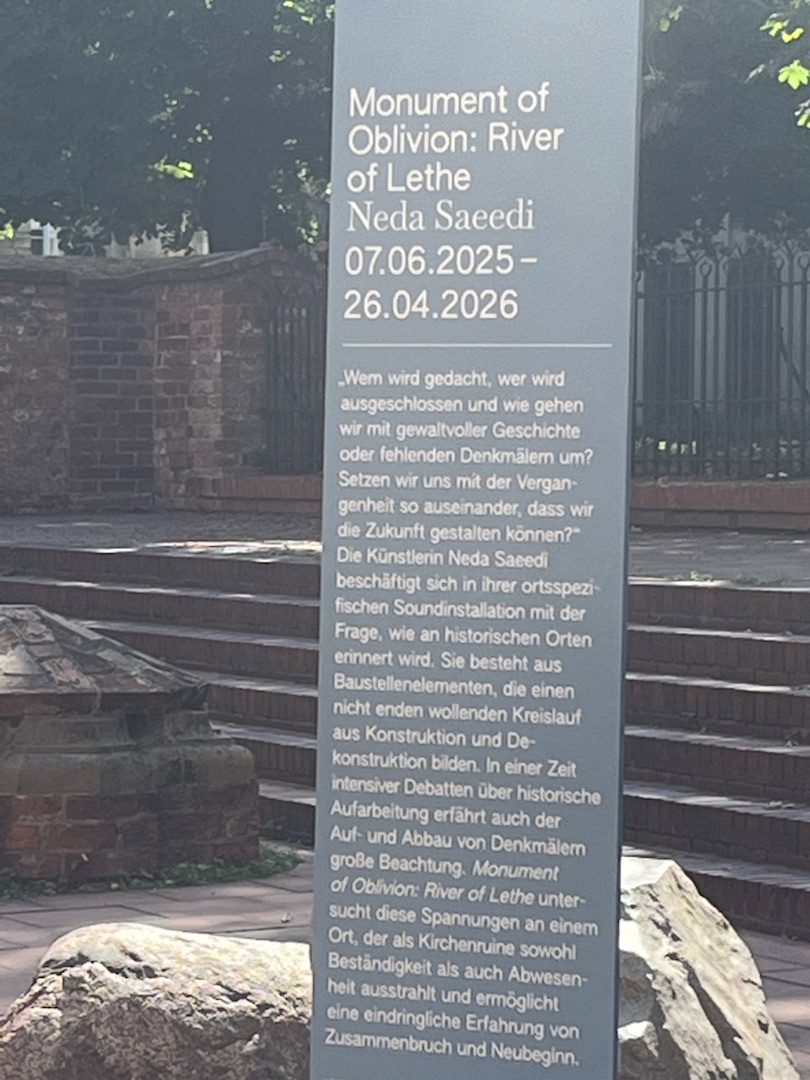 Monument of
Oblivion: River
of Lethe
Neda Saeedi
07.06.2025–
26.04.2026
„Wem wird gedacht, wer wird
ausgeschlossen und wie gehen
wir mit gewaltvoller Geschichte
oder fehlenden Denkmälern um?
Setzen wir uns mit der Vergan-
genheit so auseinander, dass wir
die Zukunft gestalten können?“
Die Künstlerin Neda Saeedi
beschäftigt sich in ihrer ortsspezi-
fischen Soundinstallation mit der
Frage, wie an historischen Orten
erinnert wird. Sie besteht aus
Baustellenelementen, die einen
nicht enden wollenden Kreislauf
aus Konstruktion und De-
konstruktion bilden. In einer Zeit
intensiver Debatten über historische
Aufarbeitung erfährt auch der
Auf- und Abbau von Denkmälern
große Beachtung. Monument
of Oblivion: River of Lethe unter-
sucht diese Spannungen an einem
Ort, der als Kirchenruine sowohl
Beständigkeit als auch Abwesen-
heit ausstrahlt und ermöglicht
eine eindringliche Erfahrung von
Zusammenbruch und Neubeginn.